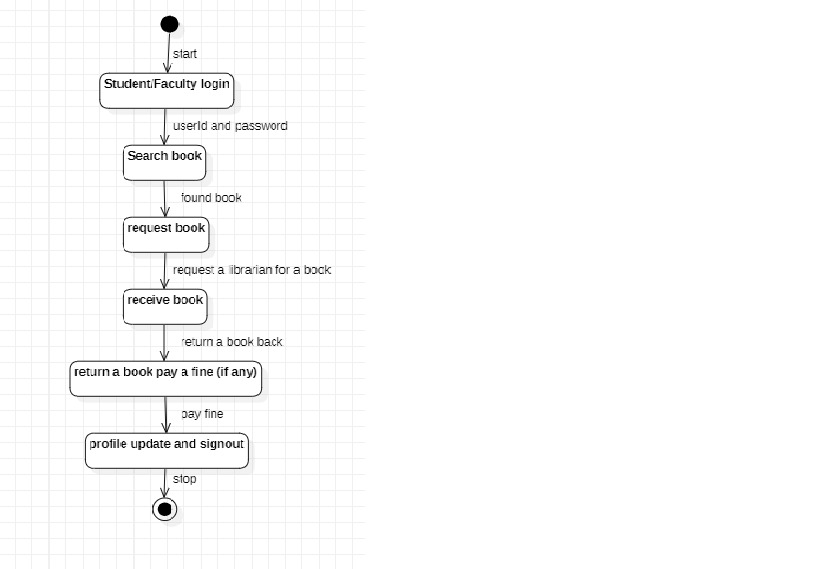 start
Student/Faculty login
userId and password
Search book
found book
request book
request a librarian for a book
receive book
return a book back
return a book pay a fine (if any)
pay fine
profile update and signout
stop